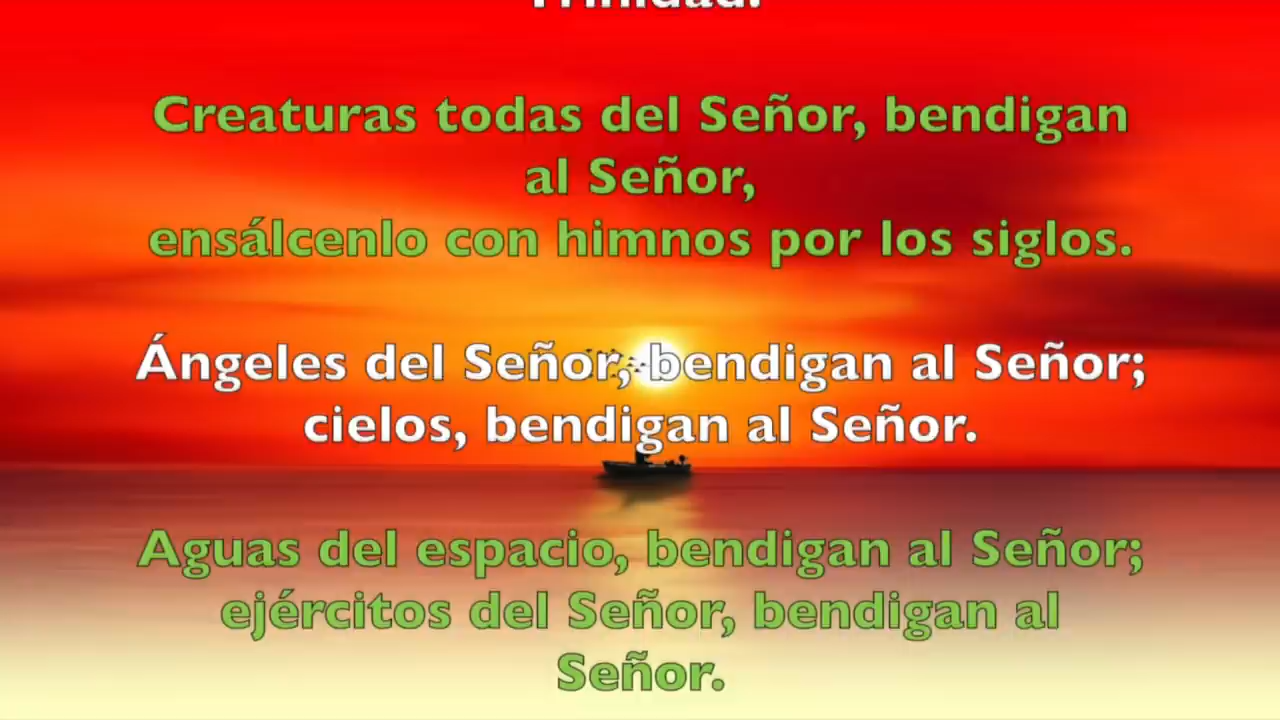 Trinidad.
Creaturas todas del Señor, bendigan
al Señor,
ensálcenlo con himnos por los siglos.
Ángeles del Señor, bendigan al Señor;
cielos, bendigan al Señor.
Aguas del espacio, bendigan al Señor;
ejércitos del Señor, bendigan al
Señor.